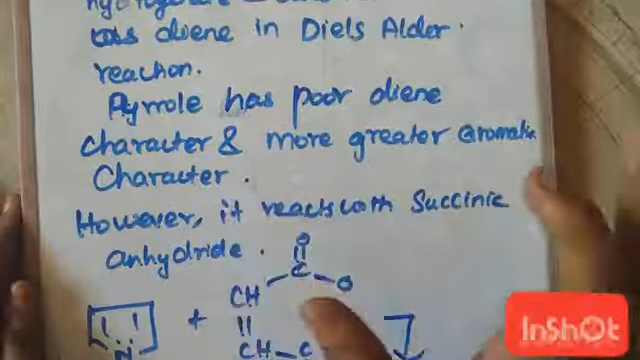 as diene in Diels Alder
reaction.
Pyrrole has poor diene
character & more greater aromatic
Character.
However, it reacts with Succinic
anhydride.
O
C
CH
O
+
CH
C
N
InShOt